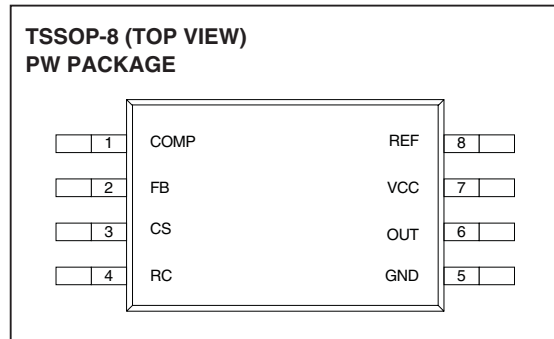 TSSOP-8 (TOP VIEW)
PW PACKAGE
1 COMP REF 8
2 FB VCC 7
3 CS OUT 6
4 RC GND 5